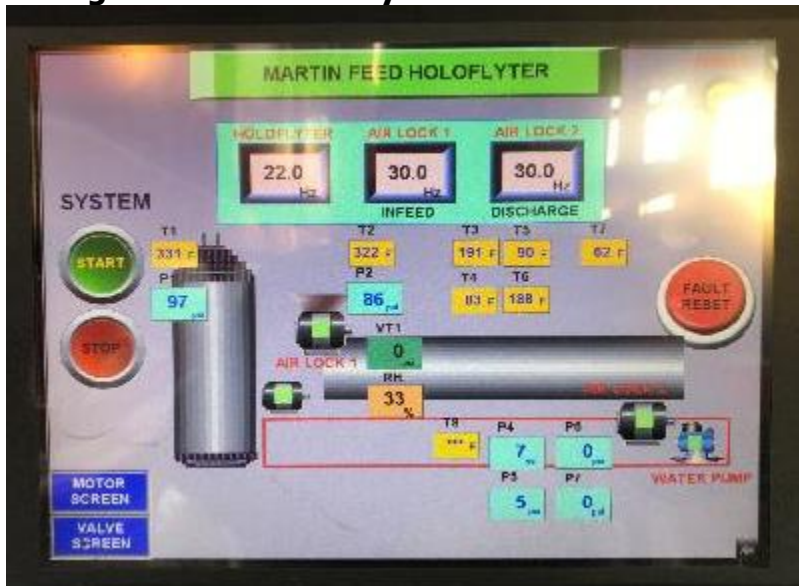 MARTIN FEED HOLOFLYTER
HOLOFLYTER AIR LOCK 1 AIR LOCK 2
22.0 Hz 30.0 Hz 30.0 Hz
INFEED DISCHARGE
SYSTEM
T1 T2 T3 T5 T7
START 331 F 322 F 191 F 90 F 62 F
P2 T4 T6
97 psi 86 psi 83 F 188 F
FAULT RESET
STOP
VT1
0
AIR LOCK 1
RH
33 %
T8 P4 P6
*** F 7 0
WATER PUMP
P5 P7
5 0
MOTOR SCREEN
VALVE SCREEN